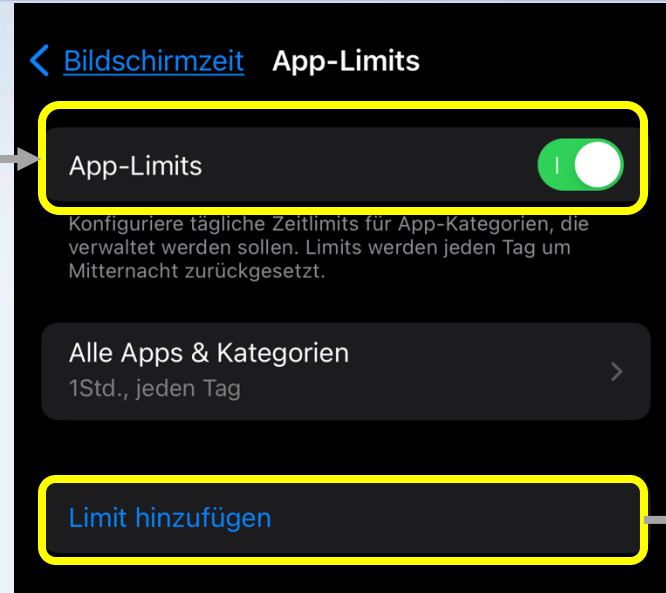 Bildschirmzeit App-Limits
App-Limits
Konfiguriere tägliche Zeitlimits für App-Kategorien, die
verwaltet werden sollen. Limits werden jeden Tag um
Mitternacht zurückgesetzt.
Alle Apps & Kategorien
1Std., jeden Tag
Limit hinzufügen